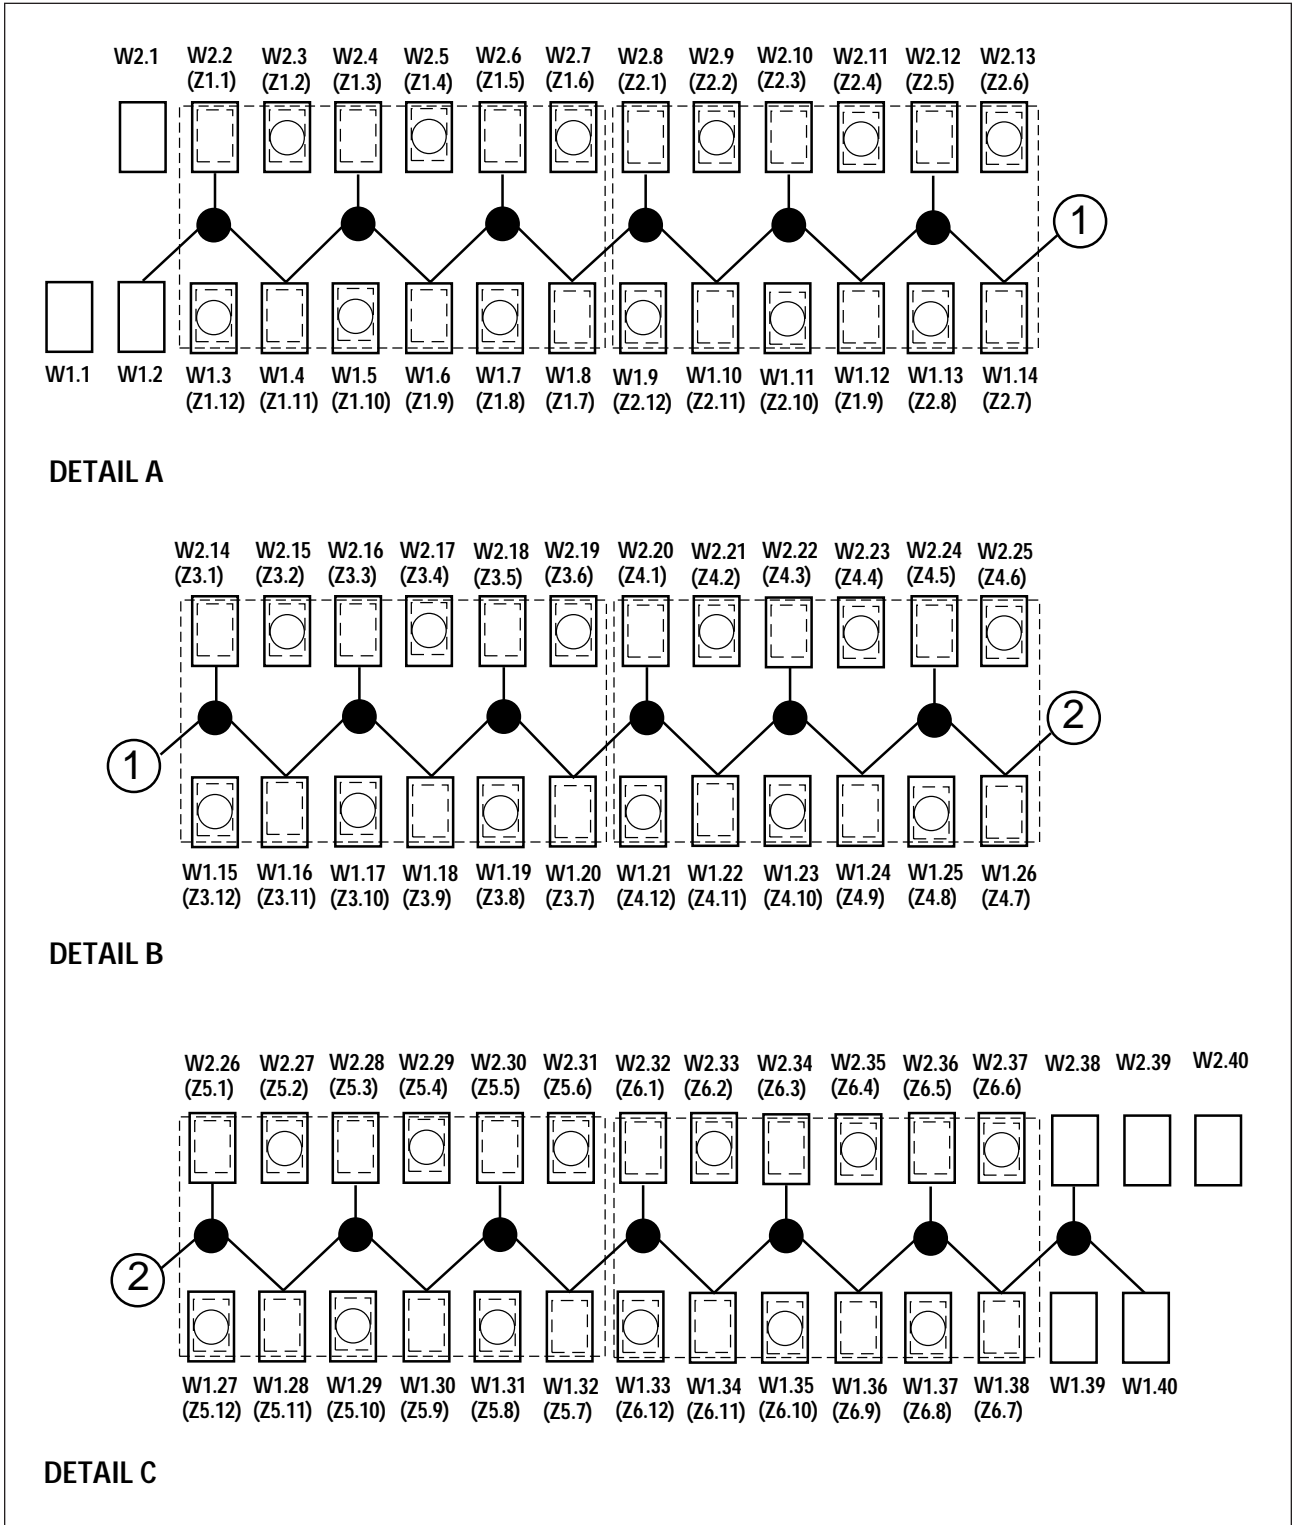 W2.1 W2.2 W2.3 W2.4 W2.5 W2.6 W2.7 W2.8 W2.9 W2.10 W2.11 W2.12 W2.13
(Z1.1) (Z1.2) (Z1.3) (Z1.4) (Z1.5) (Z1.6) (Z2.1) (Z2.2) (Z2.3) (Z2.4) (Z2.5) (Z2.6)
1
W1.1 W1.2 W1.3 W1.4 W1.5 W1.6 W1.7 W1.8 W1.9 W1.10 W1.11 W1.12 W1.13 W1.14
(Z1.12) (Z1.11) (Z1.10) (Z1.9) (Z1.8) (Z1.7) (Z2.12) (Z2.11) (Z2.10) (Z1.9) (Z2.8) (Z2.7)
DETAIL A
W2.14 W2.15 W2.16 W2.17 W2.18 W2.19 W2.20 W2.21 W2.22 W2.23 W2.24 W2.25
(Z3.1) (Z3.2) (Z3.3) (Z3.4) (Z3.5) (Z3.6) (Z4.1) (Z4.2) (Z4.3) (Z4.4) (Z4.5) (Z4.6)
2
1
W1.15 W1.16 W1.17 W1.18 W1.19 W1.20 W1.21 W1.22 W1.23 W1.24 W1.25 W1.26
(Z3.12) (Z3.11) (Z3.10) (Z3.9) (Z3.8) (Z3.7) (Z4.12) (Z4.11) (Z4.10) (Z4.9) (Z4.8) (Z4.7)
DETAIL B
W2.26 W2.27 W2.28 W2.29 W2.30 W2.31 W2.32 W2.33 W2.34 W2.35 W2.36 W2.37 W2.38 W2.39 W2.40
(Z5.1) (Z5.2) (Z5.3) (Z5.4) (Z5.5) (Z5.6) (Z6.1) (Z6.2) (Z6.3) (Z6.4) (Z6.5) (Z6.6)
2
W1.27 W1.28 W1.29 W1.30 W1.31 W1.32 W1.33 W1.34 W1.35 W1.36 W1.37 W1.38 W1.39 W1.40
(Z5.12) (Z5.11) (Z5.10) (Z5.9) (Z5.8) (Z5.7) (Z6.12) (Z6.11) (Z6.10) (Z6.9) (Z6.8) (Z6.7)
DETAIL C